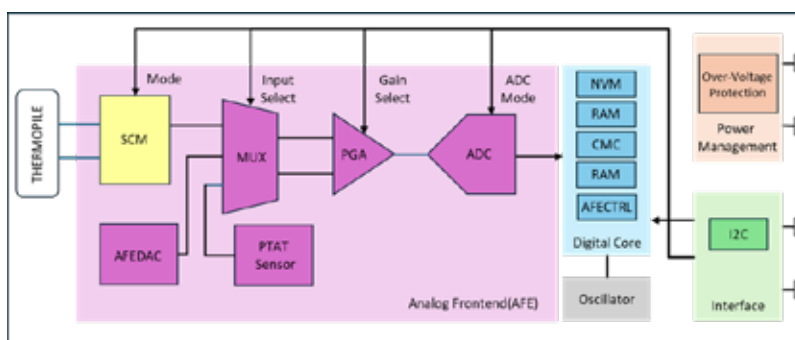 THERMOPILE
Mode
Input
Select
Gain
Select
ADC
Mode
SCM
MUX
PGA
ADC
AFEDAC
PTAT
Sensor
Analog Frontend(AFE)
NVM
RAM
CMC
RAM
AFECTRL
Digital Core
Oscillator
Over-Voltage
Protection
Power
Management
I2C
Interface